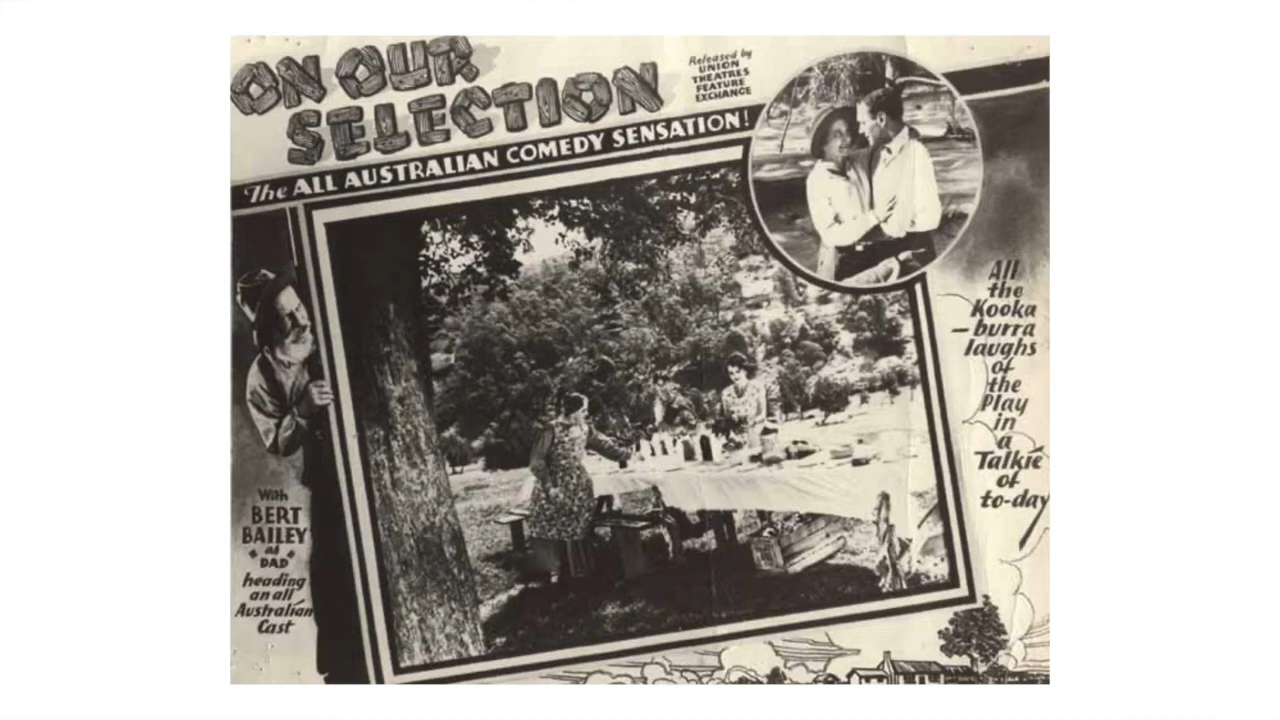 ON OUR
SELECTION
Released by
UNION
THEATRES
FEATURE
EXCHANGE
The ALL AUSTRALIAN COMEDY SENSATION!
All
the
Kooka
-burra
laughs
of
the
Play
in
a
Talkie
of
to-day
With
BERT
BAILEY
as
"DAD"
heading
an all
Australian
Cast